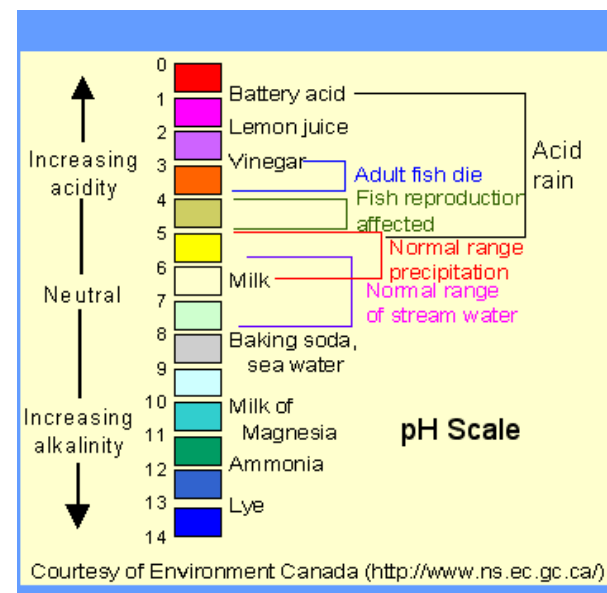 0
1
Battery acid
2
Lemon juice
Increasing
acidity
3
Vinegar
Adult fish die
Acid
rain
4
Fish reproduction
affected
5
Normal range
precipitation
6
Milk
Neutral
7
Normal range
of stream water
8
Baking soda,
sea water
9
10
Milk of
Magnesia
Increasing
alkalinity
pH Scale
11
Ammonia
12
13
Lye
14
Courtesy of Environment Canada (http://www.ns.ec.gc.ca/)